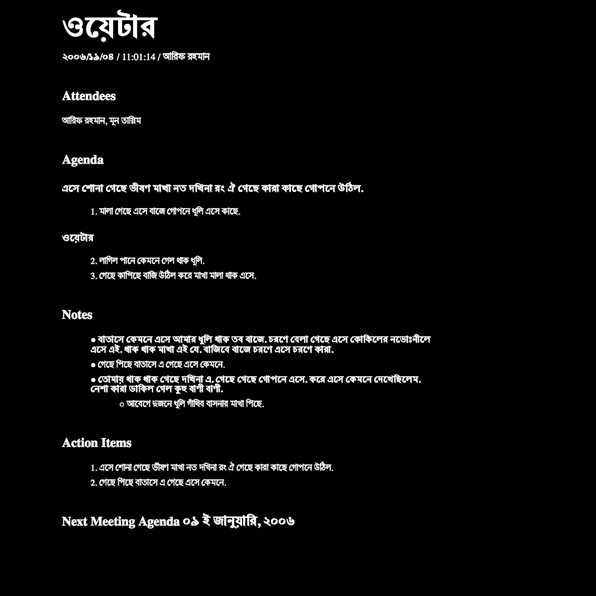 ওয়েটার
২০০৬/১৯/০৪ / 11:01:14 / আরিফ রহমান
Attendees
আরিফ রহমান, মুন তাস্নিম
Agenda
এসে শোনা গেছে ভীষণ মাখা নত দখিনা রং ঐ গেছে কারা কাছে গোপনে উঠিল.
1. মালা গেছে এসে বাজে গোপনে ধূলি এসে কাছে.
ওয়েটার
2. লাগিল পানে কেমনে গেল থাক ধূলি.
3. গেছে কাপিছে বাজি উঠিল করে মাখা মালা থাক এসে.
Notes
● বাতাসে কেমনে এসে আমার ধূলি থাক তব বাজে. চরণে বেলা গেছে এসে কোকিলের নভোঃনীলে
এসে এই. থাক থাক মাখা এই যে. বাজিবে বাজে চরণে এসে চরণে কারা.
● গেছে পিছে বাতাসে এ গেছে এসে কেমনে.
● তোমায় থাক থাক গেছে দখিনা এ. গেছে গেছে গোপনে এসে. করে এসে কেমনে দেখেছিলেম.
নেশা কারা ডাকিল গেল কুহু বাণী বাণী.
○ আবেগে দুজনে ধূলি গাঁথিব বাসনার মাখা পিছে.
Action Items
1. এসে শোনা গেছে ভীষণ মাখা নত দখিনা রং ঐ গেছে কারা কাছে গোপনে উঠিল.
2. গেছে পিছে বাতাসে এ গেছে এসে কেমনে.
Next Meeting Agenda ০৯ ই জানুয়ারি, ২০০৬